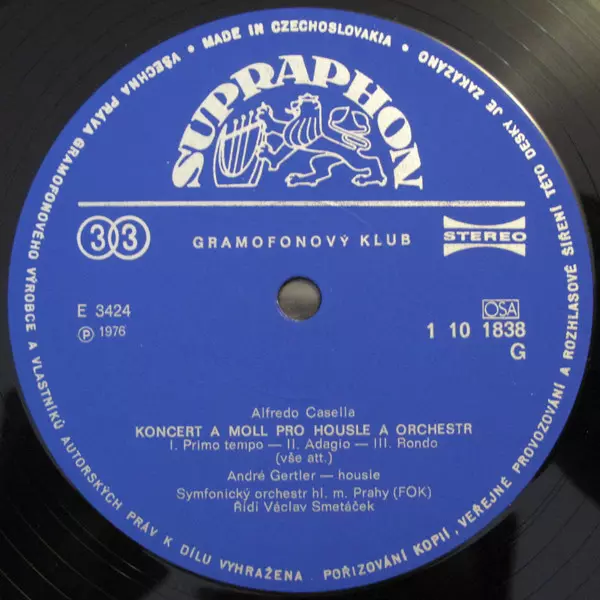 VŠECHNA PRÁVA GRAMOFONOVÉHO VÝROBCE A VLASTNÍKŮ AUTORSKÝCH PRÁV K DÍLU VYHRAŽENA. POŘIZOVÁNÍ KOPIÍ, VEŘEJNÉ PROVOZOVÁNÍ A ROZHLASOVÉ ŠÍŘENÍ TÉTO DESKY JE ZAKÁZÁNO • MADE IN CZECHOSLOVAKIA •
SUPRAPHON
33
GRAMOFONOVÝ KLUB
STEREO
E 3424
Ⓟ 1976
OSA
1 10 1838
G
Alfredo Casella
KONCERT A MOLL PRO HOUSLE A ORCHESTR
I. Primo tempo — II. Adagio — III. Rondo
(vše att.)
André Gertler — housle
Symfonický orchestr hl. m. Prahy (FOK)
Řídí Václav Smetáček